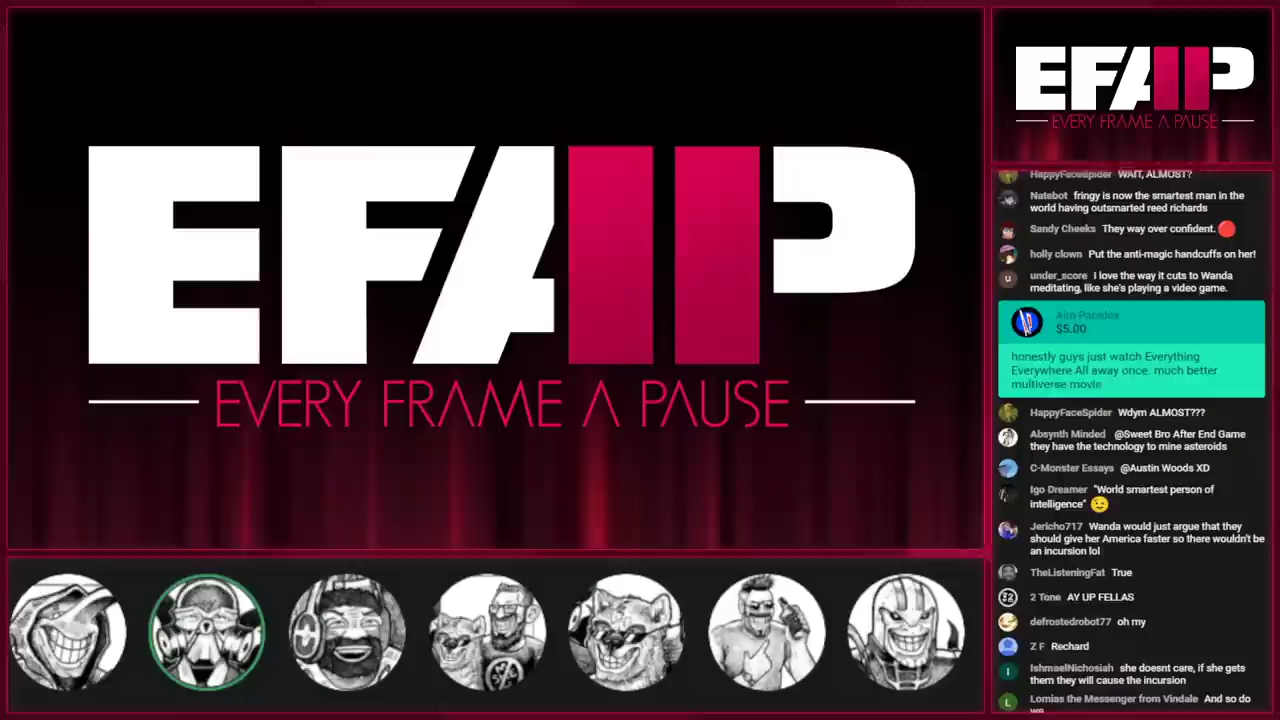 EFAP
EVERY FRAME A PAUSE
EFAP
EVERY FRAME A PAUSE
HappyFaceSpider WAIT, ALMOST?
Natebot fringy is now the smartest man in the
world having outsmarted reed richards
Sandy Cheeks They way over confident.
holly clown Put the anti-magic handcuffs on her!
u
under_score I love the way it cuts to Wanda
meditating, like she's playing a video game.
Aim Paradox
$5.00
honestly guys just watch Everything
Everywhere All away once. much better
multiverse movie
HappyFaceSpider Wdym ALMOST???
Absynth Minded @Sweet Bro After End Game
they have the technology to mine asteroids
C-Monster Essays @Austin Woods XD
Igo Dreamer "World smartest person of
intelligence"
Jericho717 Wanda would just argue that they
should give her America faster so there wouldn't be
an incursion lol
TheListeningFat True
2 Tone AY UP FELLAS
defrostedrobot77 oh my
Z F Rechard
I
IshmaelNichosiah she doesnt care, if she gets
them they will cause the incursion
L
Lomias the Messenger from Vindale And so do
we